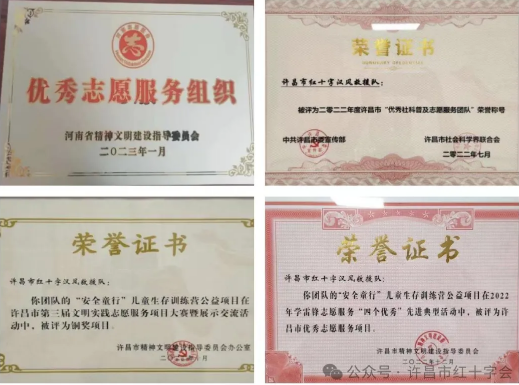 优秀志愿服务组织
河南省精神文明建设指导委员会
二〇二三年一月
荣誉证书
许昌市红十字汉风救援队：
被评为二〇二二年度许昌市“优秀社科普及志愿服务团队”荣誉称号
中共许昌市委宣传部
许昌市社会科学界联合会
二〇二二年七月
荣誉证书
许昌市红十字汉风救援队：
你团队的“安全童行”儿童生存训练营公益项目在
许昌市第三届文明实践志愿服务项目大赛暨展示交流活
动中，被评为铜奖项目。
许昌市精神文明建设指导委员会办公室
荣誉证书
许昌市红十字汉风救援队：
你团队的“安全童行”儿童生存训练营公益项目在2022
年学雷锋志愿服务“四个优秀”先进典型活动中，被评为许
昌市优秀志愿服务项目。
许昌市精神文明建设指导委员会
公众号·许昌市红十字会